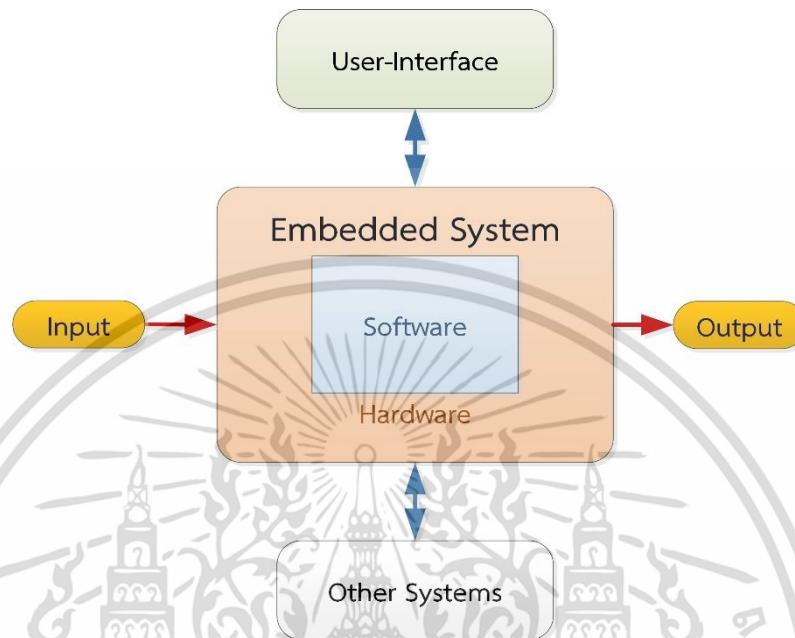 User-Interface
Embedded System
Input
Software
Output
Hardware
Other Systems